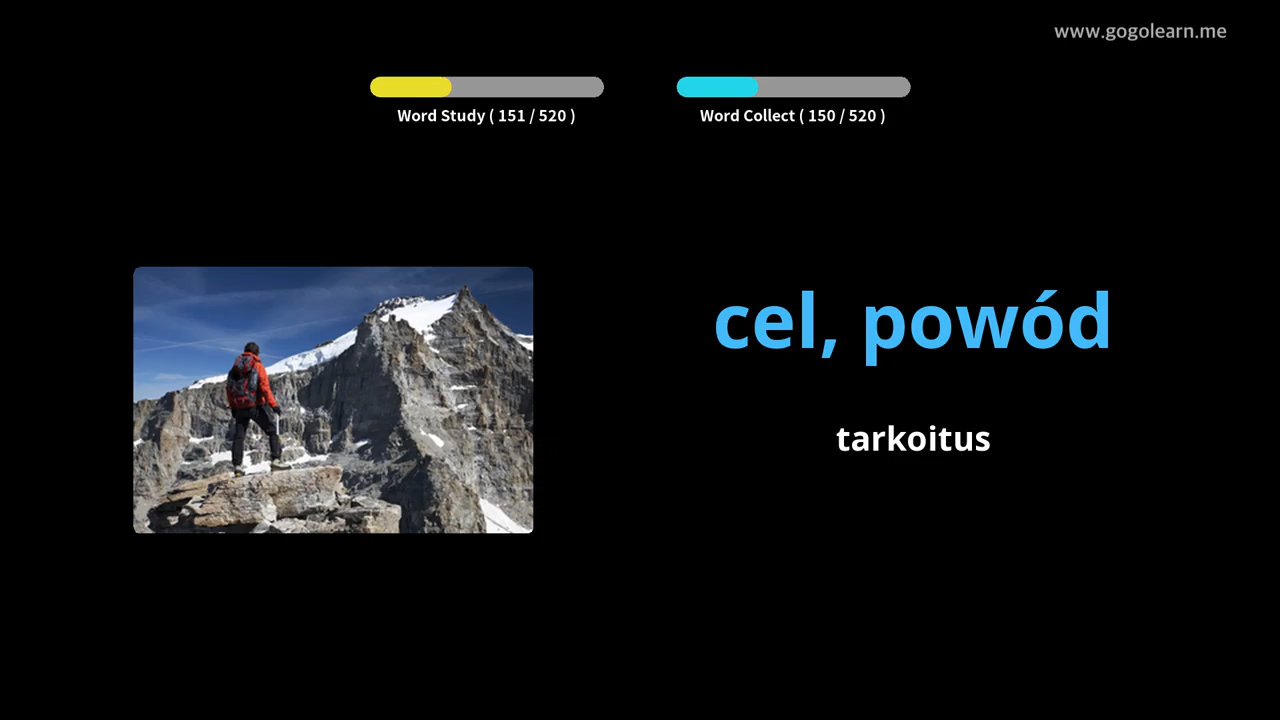 www.gogolearn.me
Word Study ( 151 / 520 )
Word Collect ( 150 / 520 )
cel, powód
tarkoitus